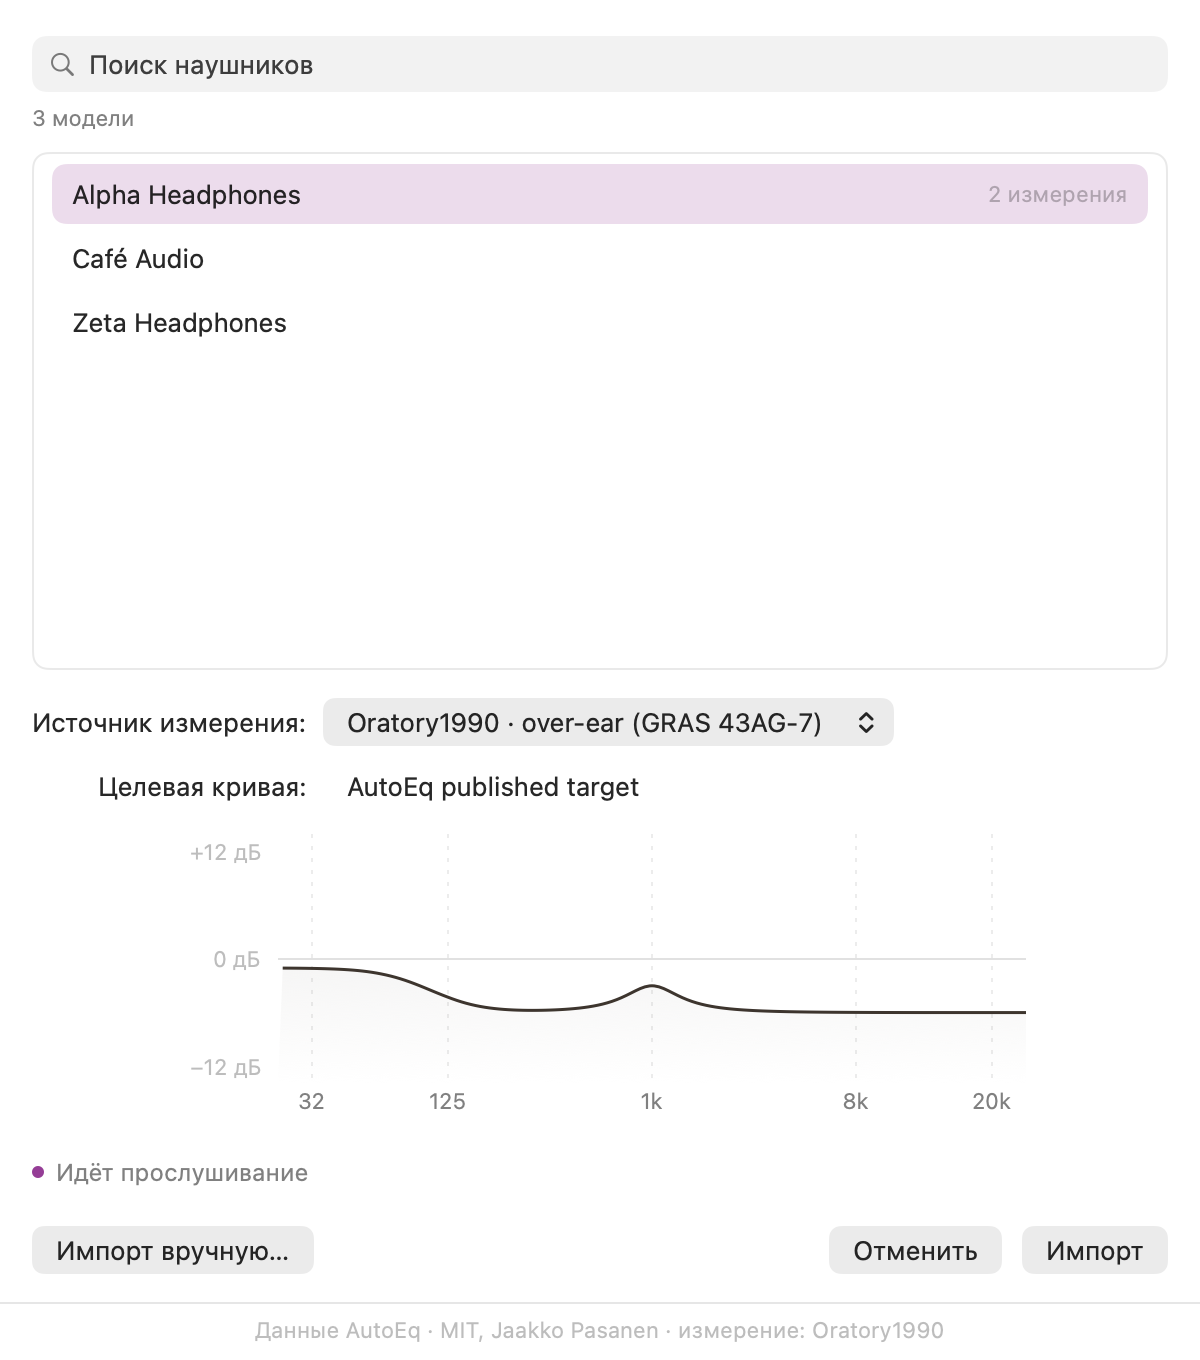 Поиск наушников
3 модели
Alpha Headphones 2 измерения
Café Audio
Zeta Headphones
Источник измерения: Oratory1990 · over-ear (GRAS 43AG-7)
Целевая кривая: AutoEq published target
+12 дБ
0 дБ
−12 дБ
32 125 1k 8k 20k
Идёт прослушивание
Импорт вручную... Отменить Импорт
Данные AutoEq · MIT, Jaakko Pasanen · измерение: Oratory1990